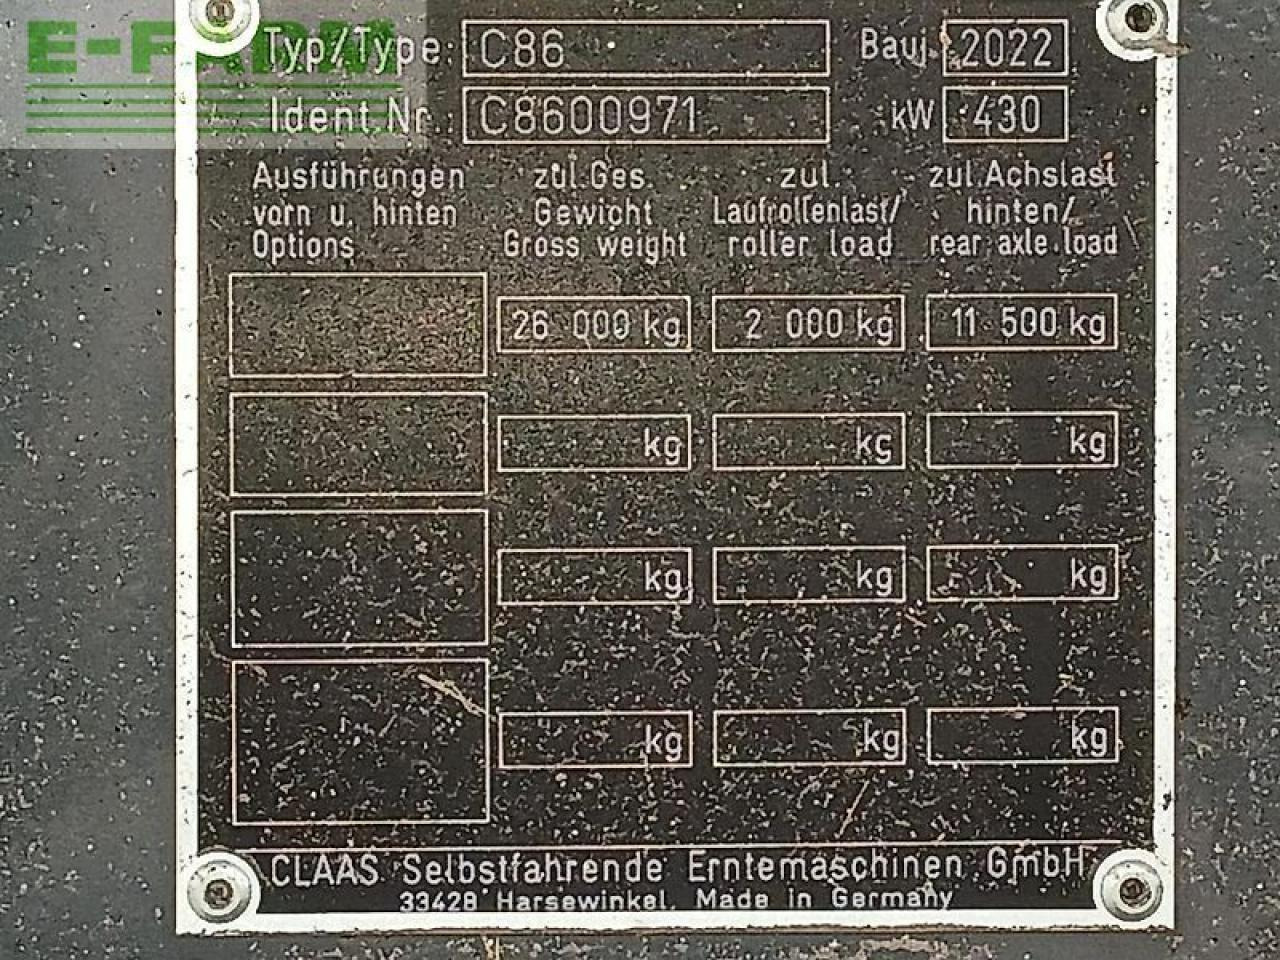 E-FARM
Typ/Type C86 Bauj. 2022
Ident.Nr. C8600971 kW 430
Ausführungen zul.Ges. zul. zul.Achslast
vorn u. hinten Gewicht Laufrollenlast/ hinten/
Options Gross weight roller load rear axle load
26 000 kg 2 000 kg 11 500 kg
kg kg kg
kg kg kg
kg kg kg
CLAAS Selbstfahrende Erntemaschinen GmbH
33428 Harsewinkel, Made in Germany